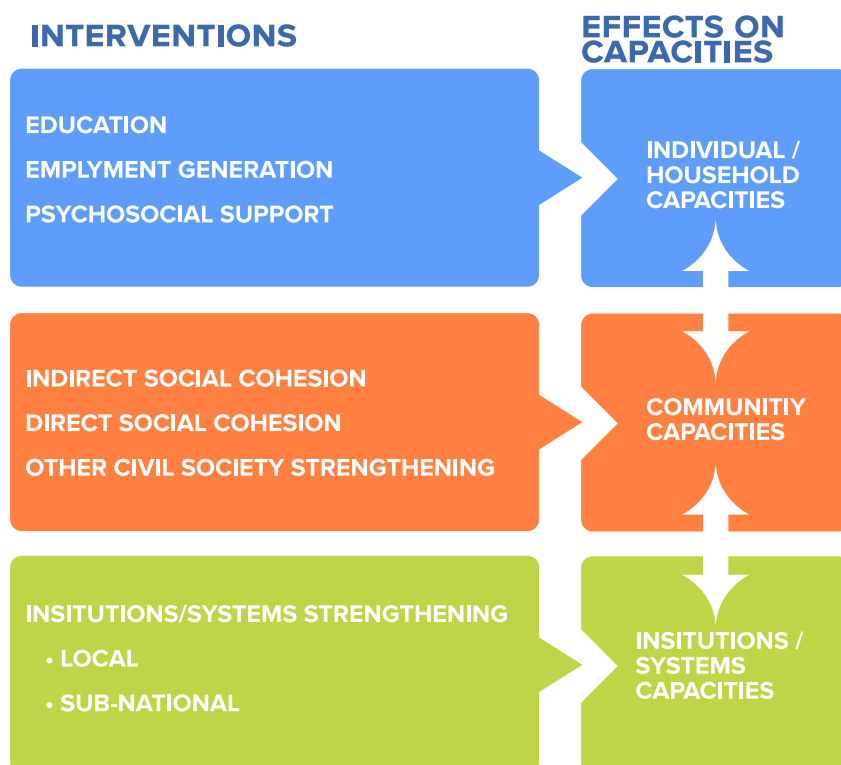 INTERVENTIONS
EFFECTS ON
CAPACITIES
EDUCATION
EMPLYMENT GENERATION
PSYCHOSOCIAL SUPPORT
INDIVIDUAL /
HOUSEHOLD
CAPACITIES
INDIRECT SOCIAL COHESION
DIRECT SOCIAL COHESION
OTHER CIVIL SOCIETY STRENGTHENING
COMMUNITIY
CAPACITIES
INSITUTIONS/SYSTEMS STRENGTHENING
• LOCAL
• SUB-NATIONAL
INSITUTIONS /
SYSTEMS
CAPACITIES